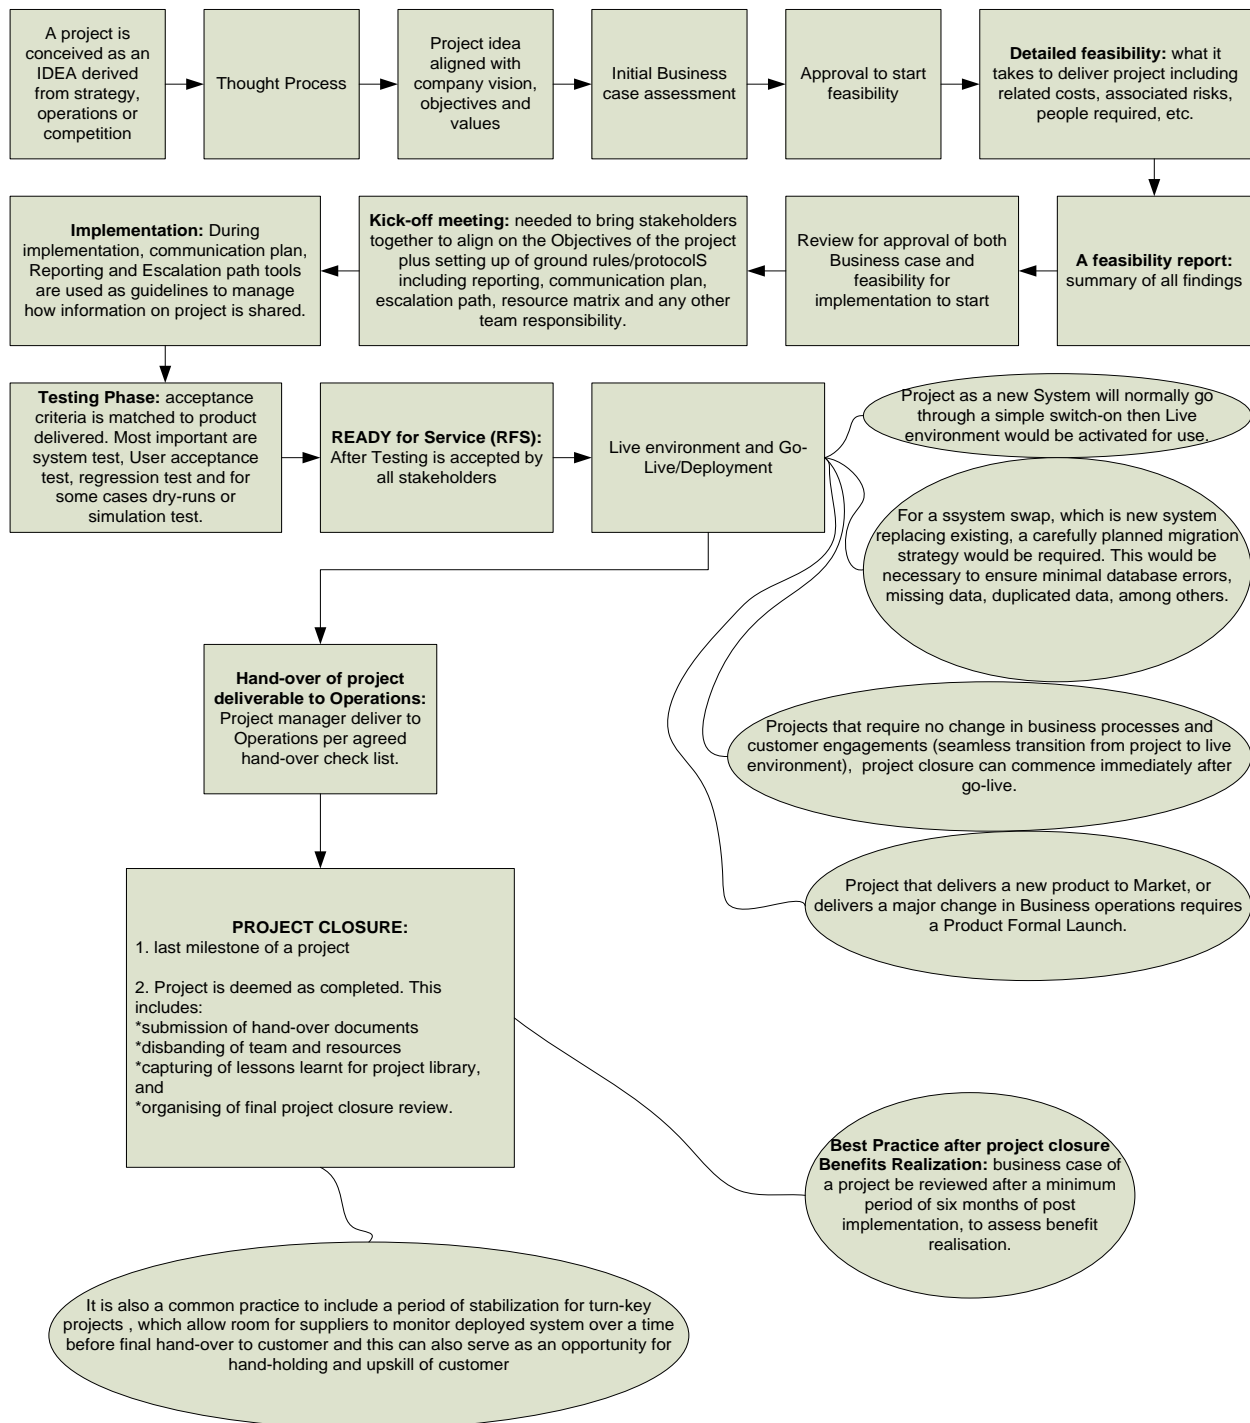 A project is
conceived as an
IDEA derived
from strategy,
operations or
competition
Thought Process
Project idea
aligned with
company vision,
objectives and
values
Initial Business
case assessment
Approval to start
feasibility
Detailed feasibility: what it
takes to deliver project including
related costs, associated risks,
people required, etc.
A feasibility report:
summary of all findings
Review for approval of both
Business case and
feasibility for
implementation to start
Kick-off meeting: needed to bring stakeholders
together to align on the Objectives of the project
plus setting up of ground rules/protocolS
including reporting, communication plan,
escalation path, resource matrix and any other
team responsibility.
Implementation: During
implementation, communication plan,
Reporting and Escalation path tools
are used as guidelines to manage
how information on project is shared.
Testing Phase: acceptance
criteria is matched to product
delivered. Most important are
system test, User acceptance
test, regression test and for
some cases dry-runs or
simulation test.
READY for Service (RFS):
After Testing is accepted by
all stakeholders
Live environment and Go-
Live/Deployment
Project as a new System will normally go
through a simple switch-on then Live
environment would be activated for use.
For a ssystem swap, which is new system
replacing existing, a carefully planned migration
strategy would be required. This would be
necessary to ensure minimal database errors,
missing data, duplicated data, among others.
Projects that require no change in business processes and
customer engagements (seamless transition from project to live
environment), project closure can commence immediately after
go-live.
Project that delivers a new product to Market, or
delivers a major change in Business operations requires
a Product Formal Launch.
Hand-over of project
deliverable to Operations:
Project manager deliver to
Operations per agreed
hand-over check list.
PROJECT CLOSURE:
1. last milestone of a project
2. Project is deemed as completed. This
includes:
*submission of hand-over documents
*disbanding of team and resources
*capturing of lessons learnt for project library,
and
*organising of final project closure review.
Best Practice after project closure
Benefits Realization: business case of
a project be reviewed after a minimum
period of six months of post
implementation, to assess benefit
realisation.
It is also a common practice to include a period of stabilization for turn-key
projects , which allow room for suppliers to monitor deployed system over a time
before final hand-over to customer and this can also serve as an opportunity for
hand-holding and upskill of customer